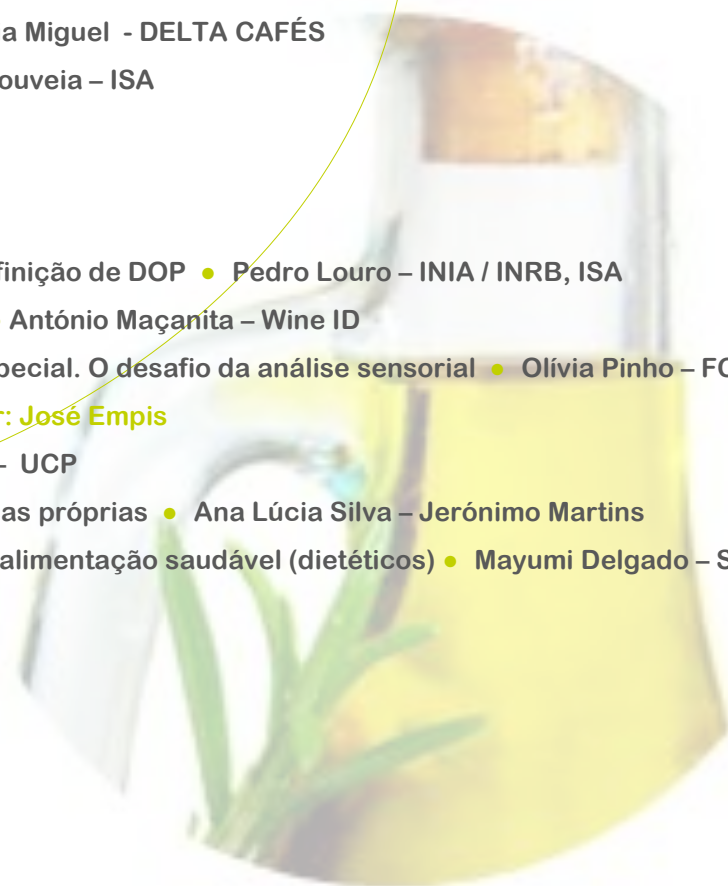 a Miguel - DELTA CAFÉS
ouveia – ISA
finição de DOP ● Pedro Louro – INIA / INRB, ISA
António Maçanita – Wine ID
pecial. O desafio da análise sensorial ● Olívia Pinho – FC
r: José Empis
– UCP
as próprias ● Ana Lúcia Silva – Jerónimo Martins
alimentação saudável (dietéticos) ● Mayumi Delgado – S